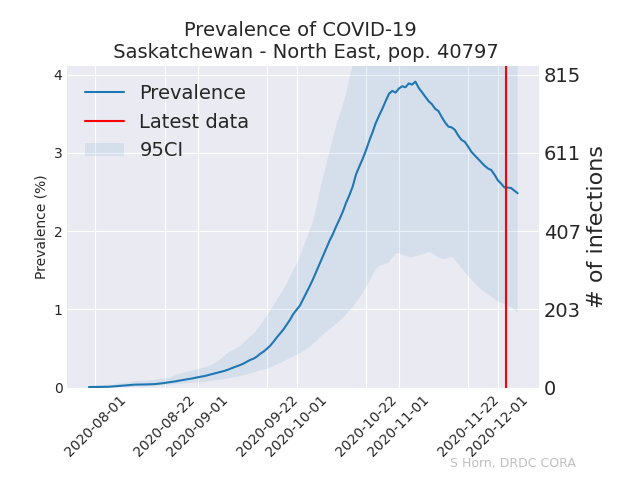 Prevalence of COVID-19
Saskatchewan - North East, pop. 40797
Prevalence
Latest data
95CI
Prevalence (%)
4
3
2
1
0
815
611
407
203
0
# of infections
2020-08-01
2020-08-22
2020-09-01
2020-09-22
2020-10-01
2020-10-22
2020-11-01
2020-11-22
2020-12-01
S Horn, DRDC CORA